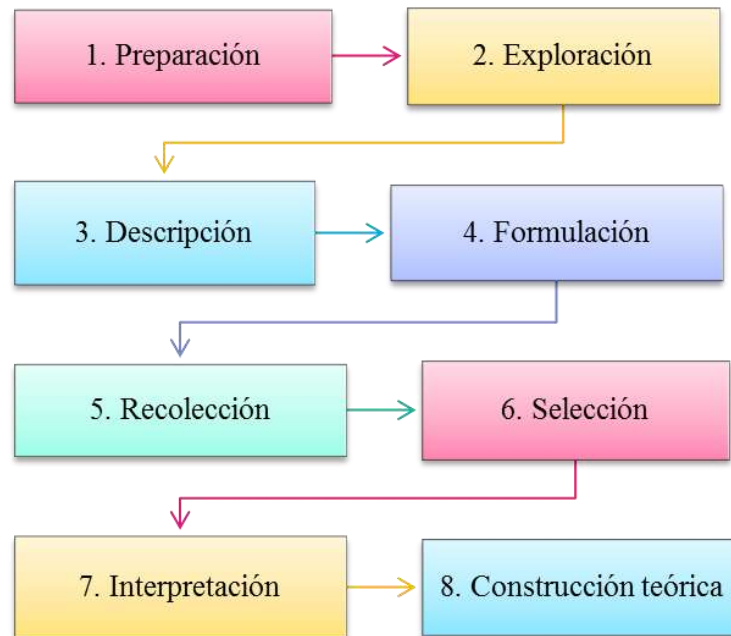 1. Preparación
2. Exploración
3. Descripción
4. Formulación
5. Recolección
6. Selección
7. Interpretación
8. Construcción teórica